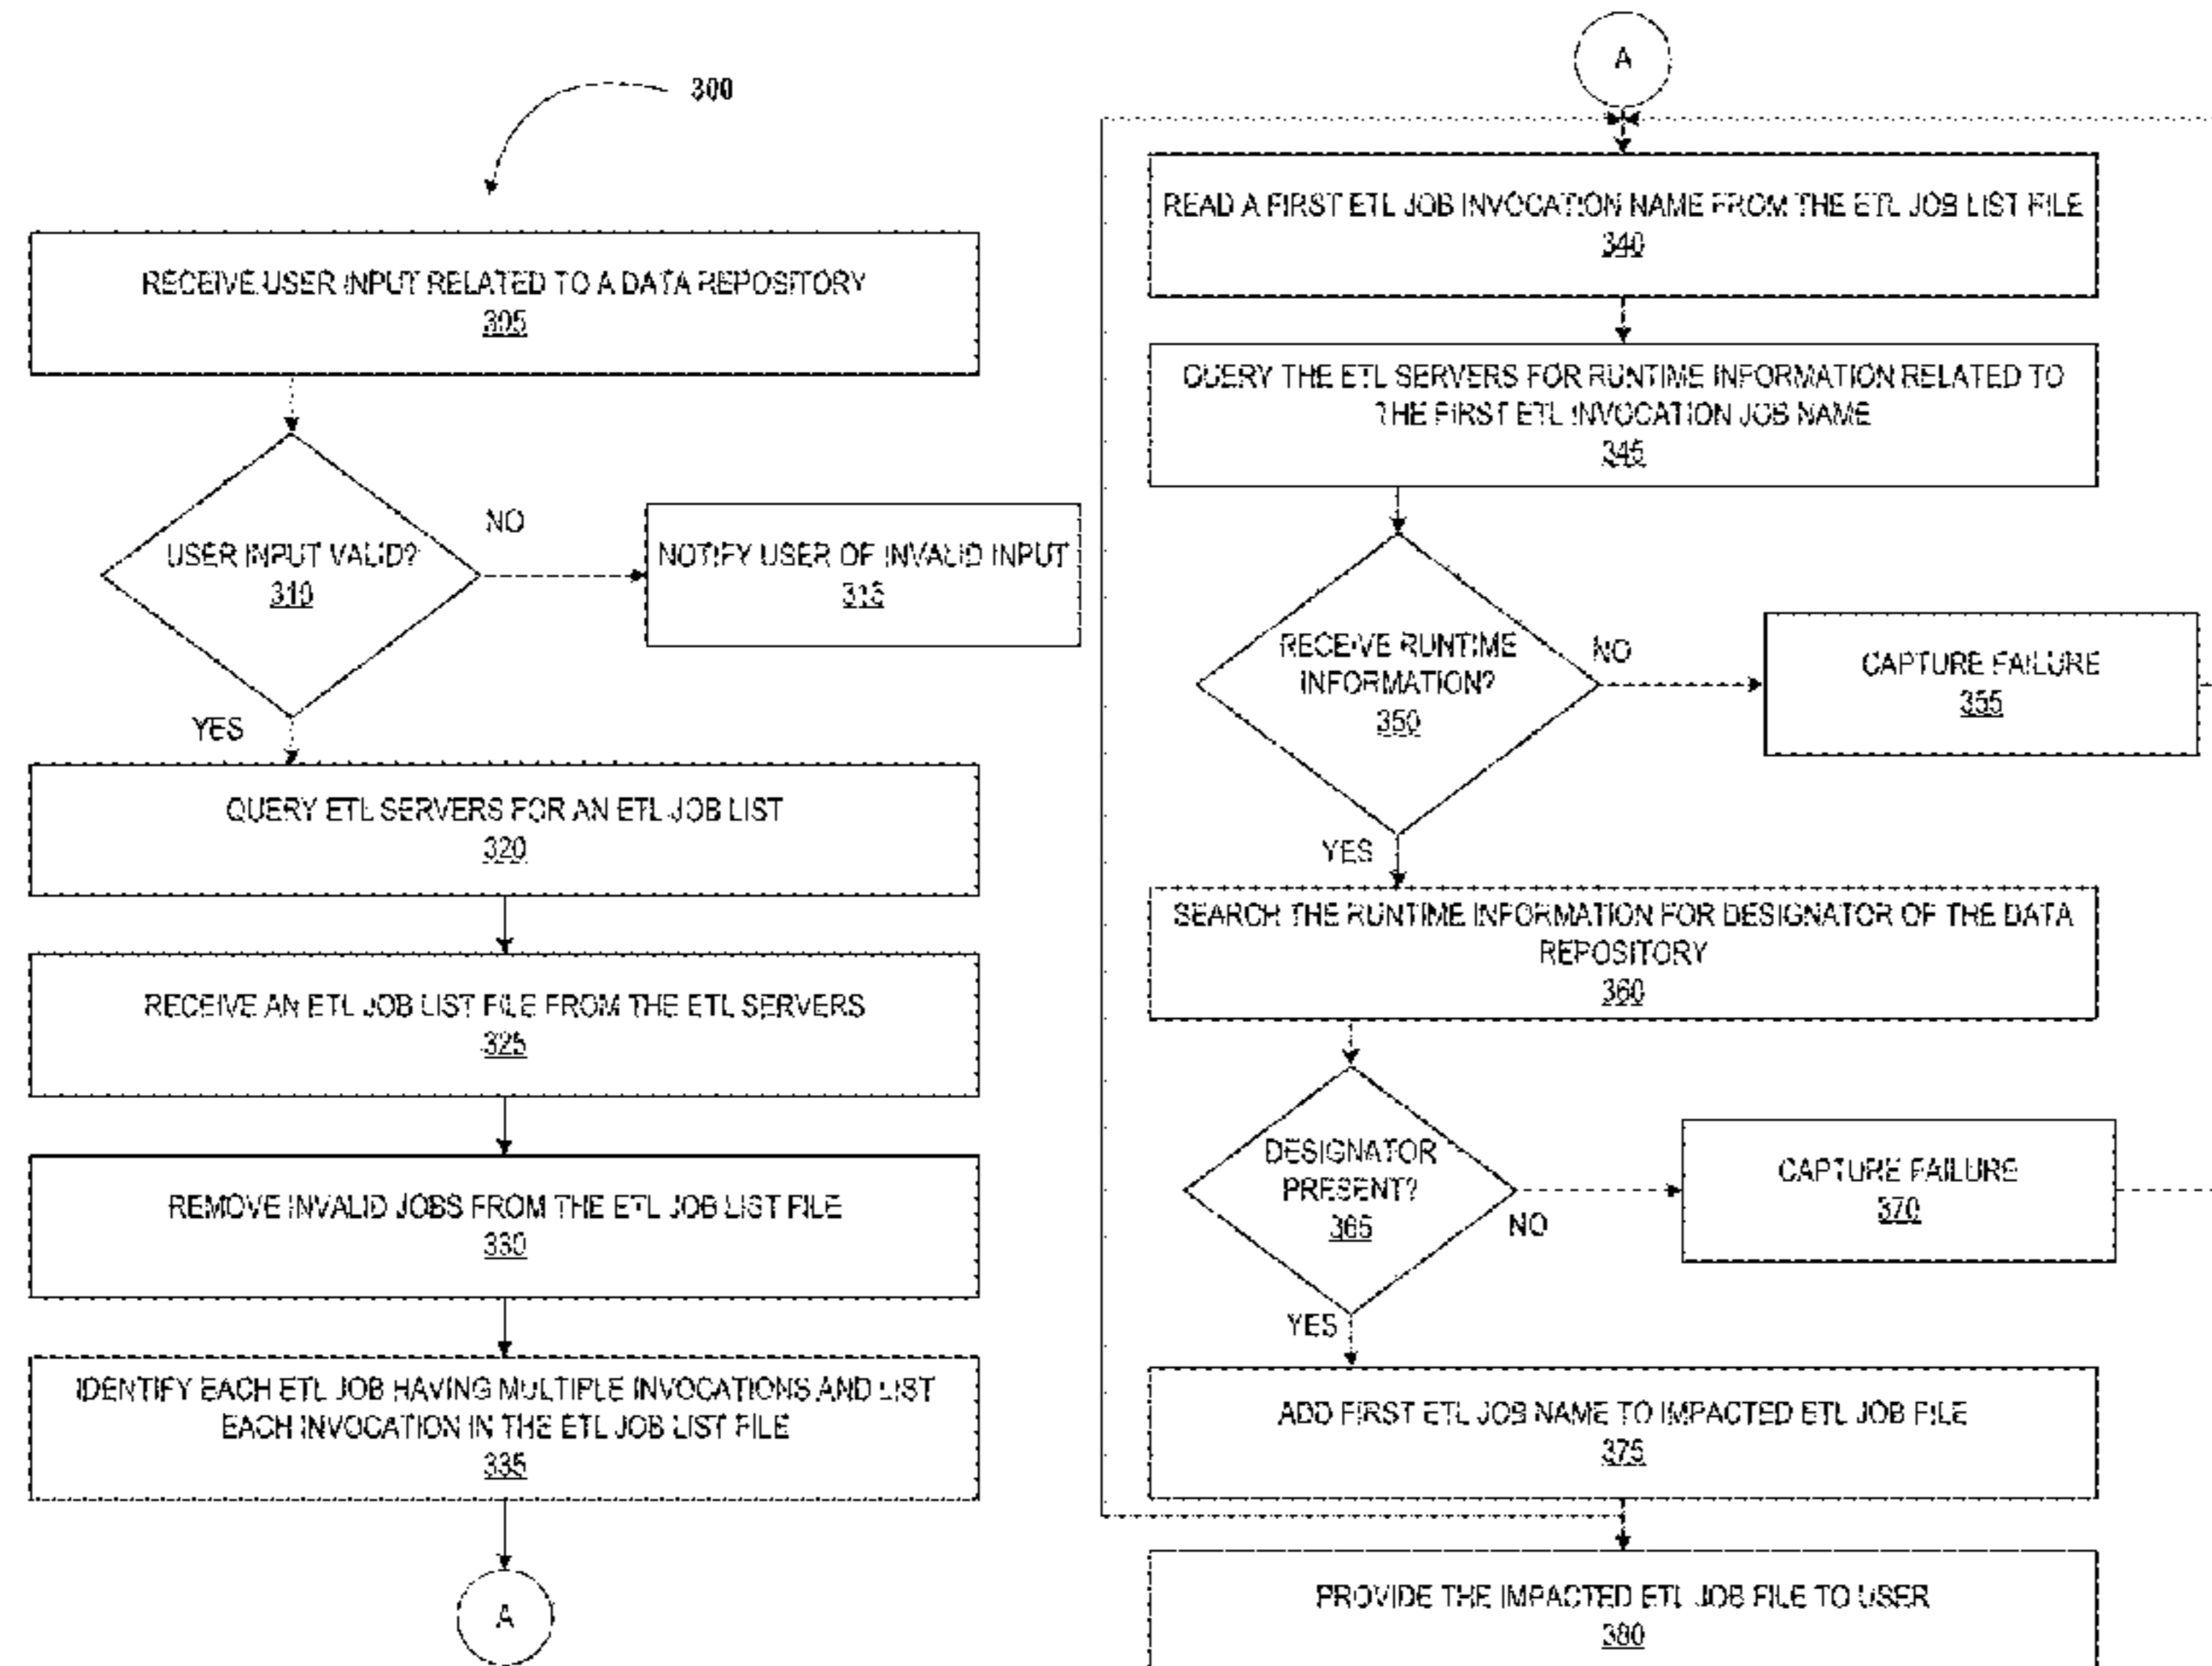 300
RECEIVE USER INPUT RELATED TO A DATA REPOSITORY
305
USER INPUT VALID?
310
NO
NOTIFY USER OF INVALID INPUT
315
YES
QUERY ETL SERVERS FOR AN ETL JOB LIST
320
RECEIVE AN ETL JOB LIST FILE FROM THE ETL SERVERS
325
REMOVE INVALID JOBS FROM THE ETL JOB LIST FILE
330
IDENTIFY EACH ETL JOB HAVING MULTIPLE INVOCATIONS AND LIST
EACH INVOCATION IN THE ETL JOB LIST FILE
335
A
A
READ A FIRST ETL JOB INVOCATION NAME FROM THE ETL JOB LIST FILE
340
QUERY THE ETL SERVERS FOR RUNTIME INFORMATION RELATED TO
THE FIRST ETL INVOCATION JOB NAME
345
RECEIVE RUNTIME
INFORMATION?
350
NO
CAPTURE FAILURE
355
YES
SEARCH THE RUNTIME INFORMATION FOR DESIGNATOR OF THE DATA
REPOSITORY
360
DESIGNATOR
PRESENT?
365
NO
CAPTURE FAILURE
370
YES
ADD FIRST ETL JOB NAME TO IMPACTED ETL JOB FILE
375
PROVIDE THE IMPACTED ETL JOB FILE TO USER
380